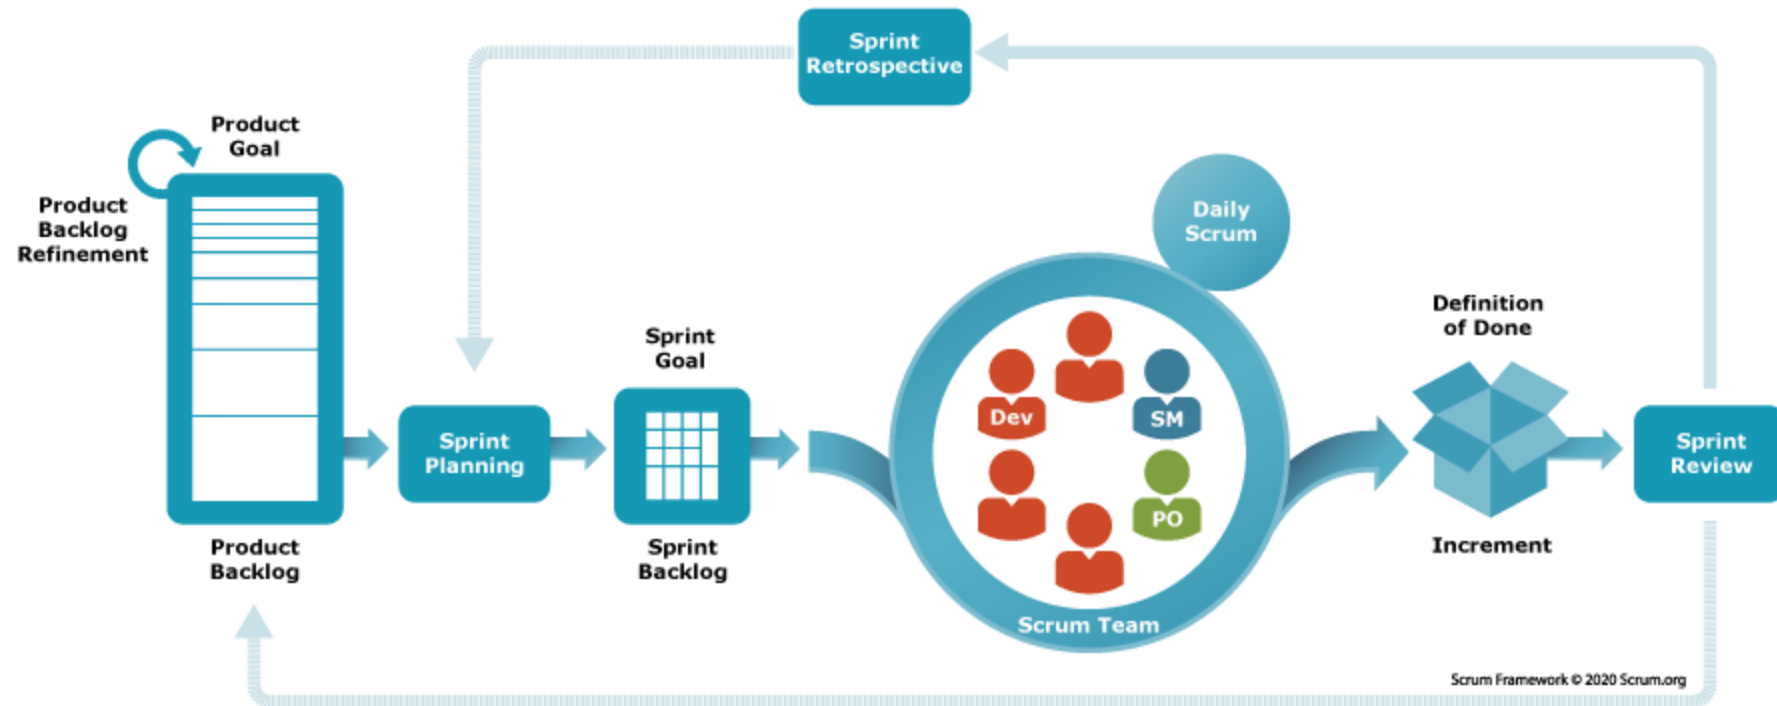 Sprint
Retrospective
Product
Goal
Product
Backlog
Refinement
Daily
Scrum
Definition
of Done
Sprint
Goal
Dev
SM
Sprint
Planning
Sprint
Review
PO
Product
Backlog
Sprint
Backlog
Increment
Scrum Team
Scrum Framework © 2020 Scrum.org